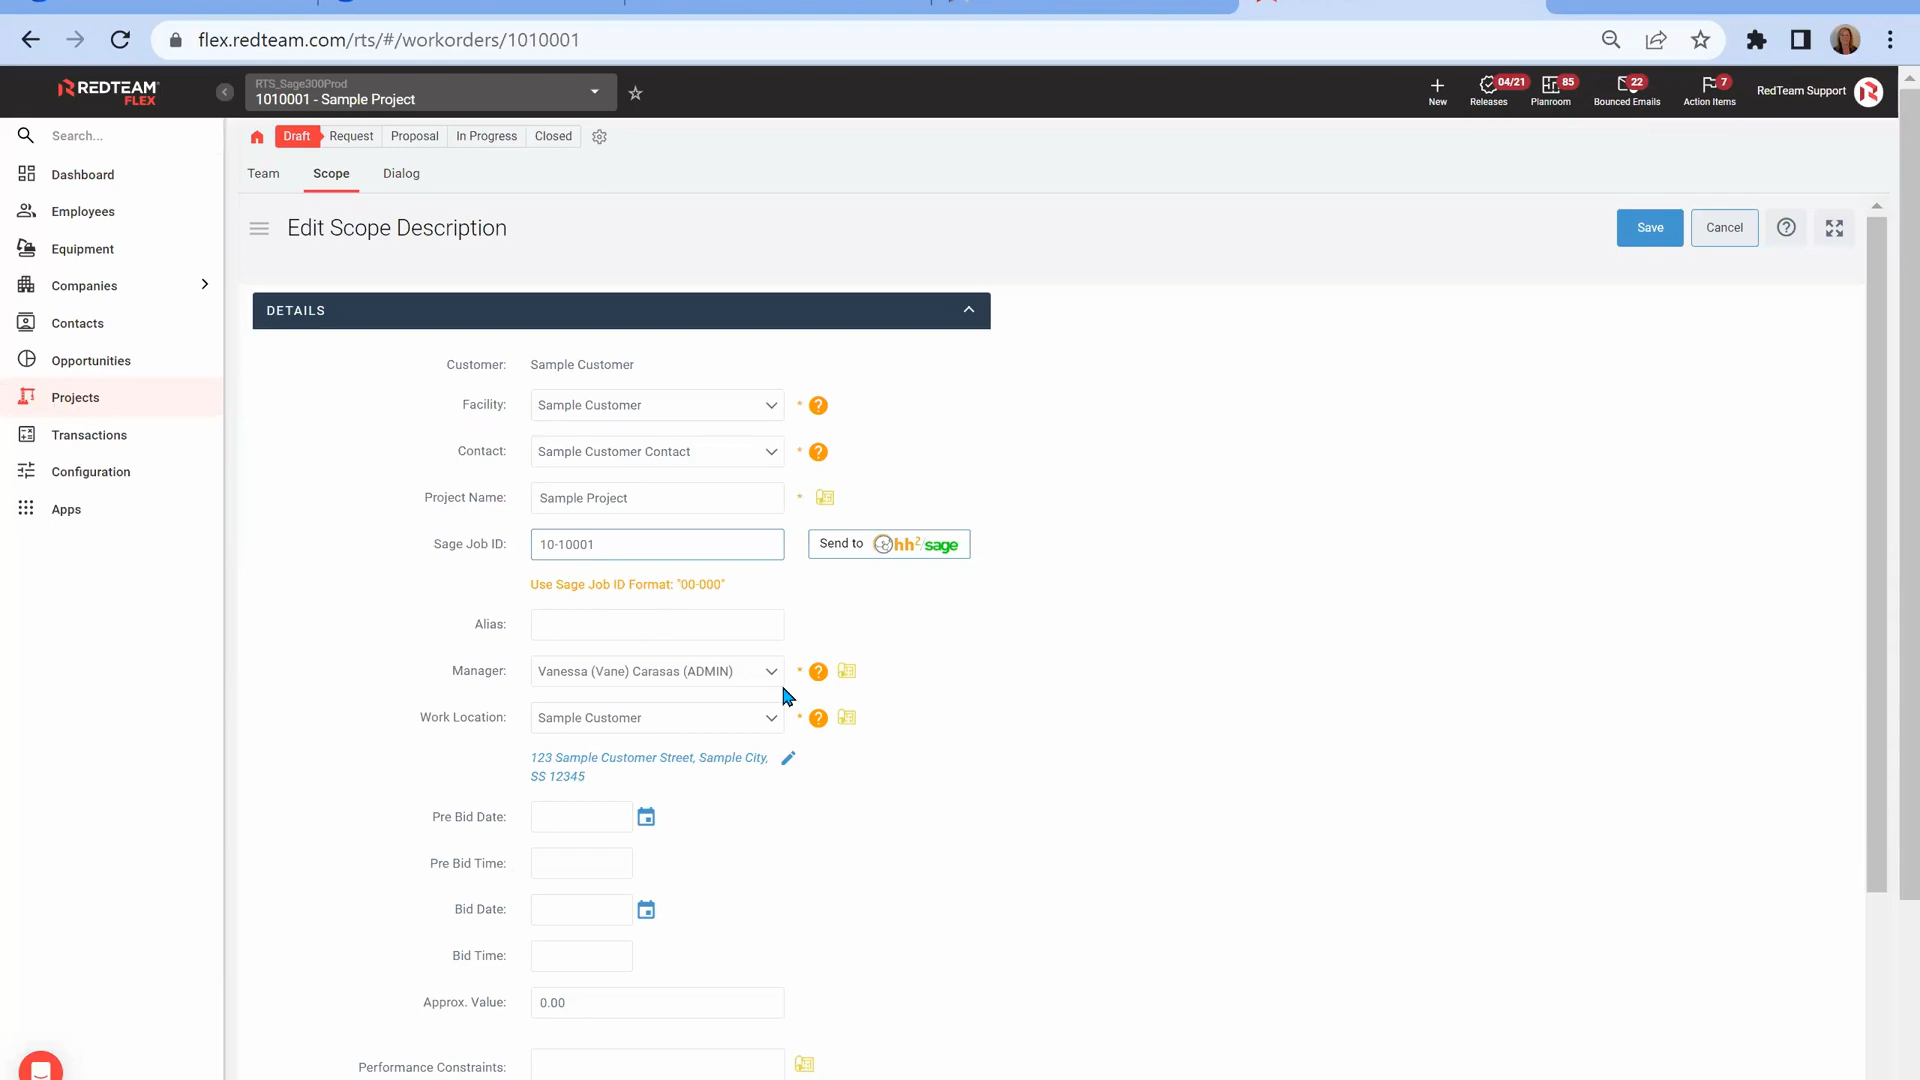 flex.redteam.com/rts/#/workorders/1010001
REDTEAM
FLEX
RTS_Sage300Prod
1010001 - Sample Project
New
04/21
Releases
85
Planroom
22
Bounced Emails
7
Action Items
RedTeam Support
Search...
Dashboard
Employees
Equipment
Companies
Contacts
Opportunities
Projects
Transactions
Configuration
Apps
Draft
Request
Proposal
In Progress
Closed
Team
Scope
Dialog
Edit Scope Description
Save
Cancel
DETAILS
Customer: Sample Customer
Facility: Sample Customer *
Contact: Sample Customer Contact *
Project Name: Sample Project *
Sage Job ID: 10-10001 Send to hh2 sage
Use Sage Job ID Format: "00-000"
Alias:
Manager: Vanessa (Vane) Carasas (ADMIN) *
Work Location: Sample Customer *
123 Sample Customer Street, Sample City,
SS 12345
Pre Bid Date:
Pre Bid Time:
Bid Date:
Bid Time:
Approx. Value: 0.00
Performance Constraints: